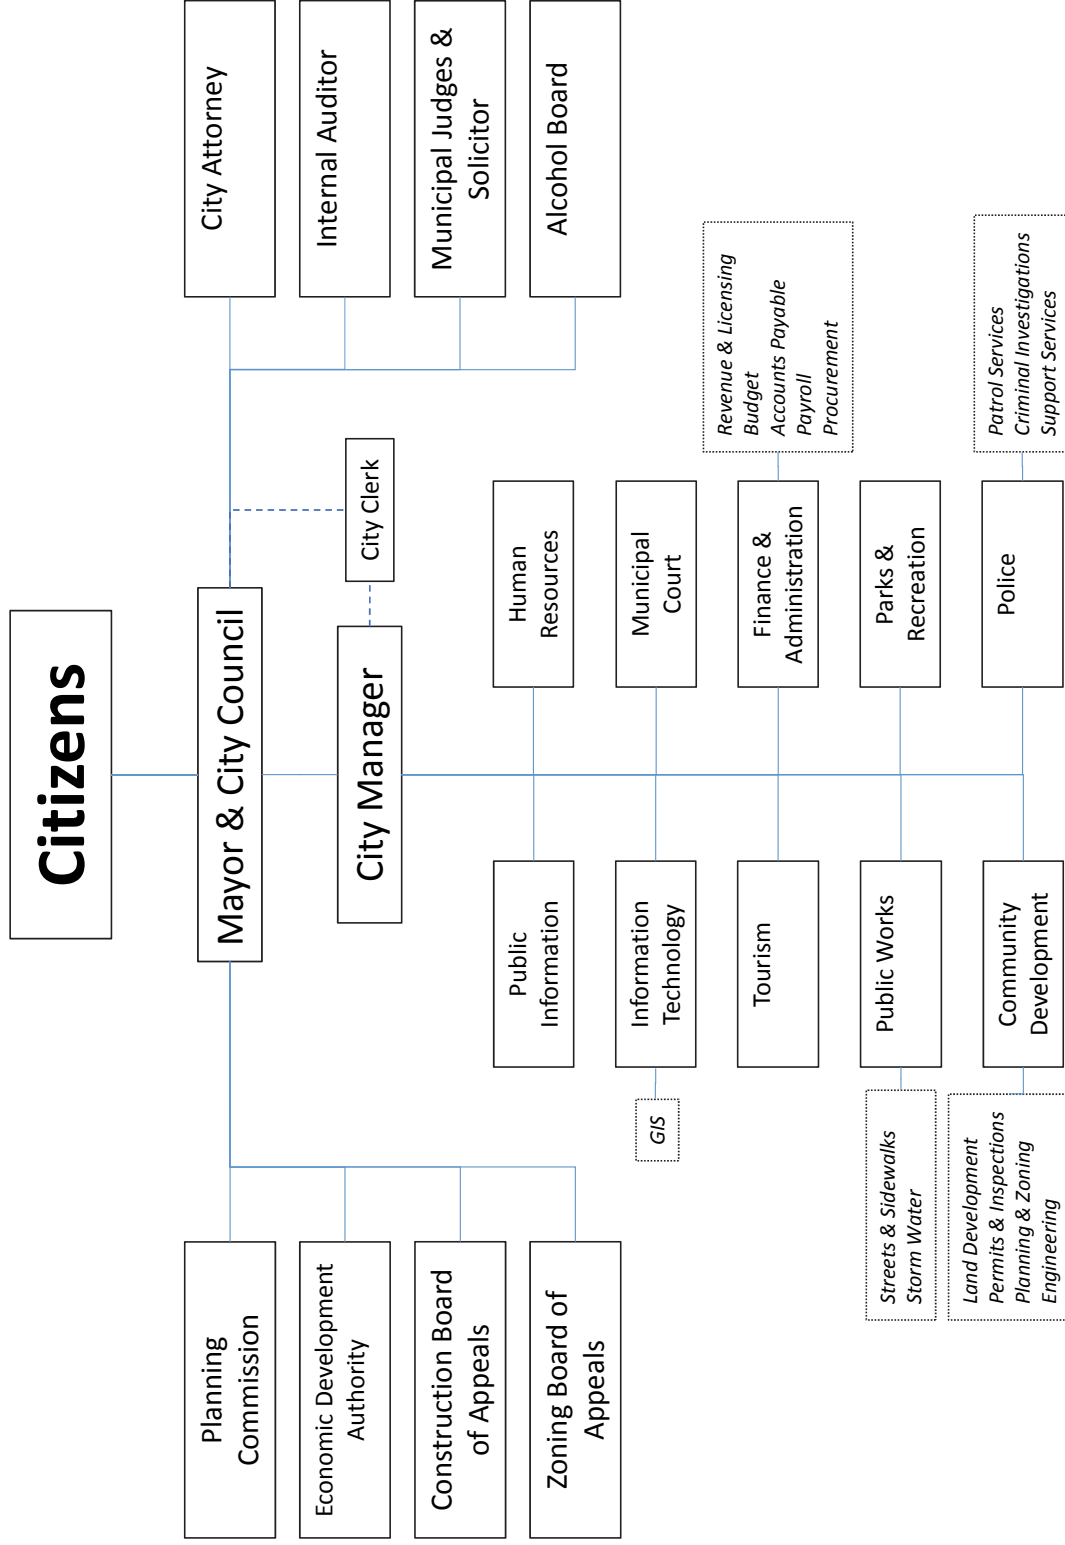 Citizens
Mayor & City Council
City Manager
City Clerk
Planning
Commission
Economic Development
Authority
Construction Board
of Appeals
Zoning Board of
Appeals
City Attorney
Internal Auditor
Municipal Judges &
Solicitor
Alcohol Board
Public
Information
Human
Resources
GIS
Information
Technology
Municipal
Court
Tourism
Finance &
Administration
Revenue & Licensing
Budget
Accounts Payable
Payroll
Procurement
Streets & Sidewalks
Storm Water
Public Works
Parks &
Recreation
Land Development
Permits & Inspections
Planning & Zoning
Engineering
Community
Development
Police
Patrol Services
Criminal Investigations
Support Services